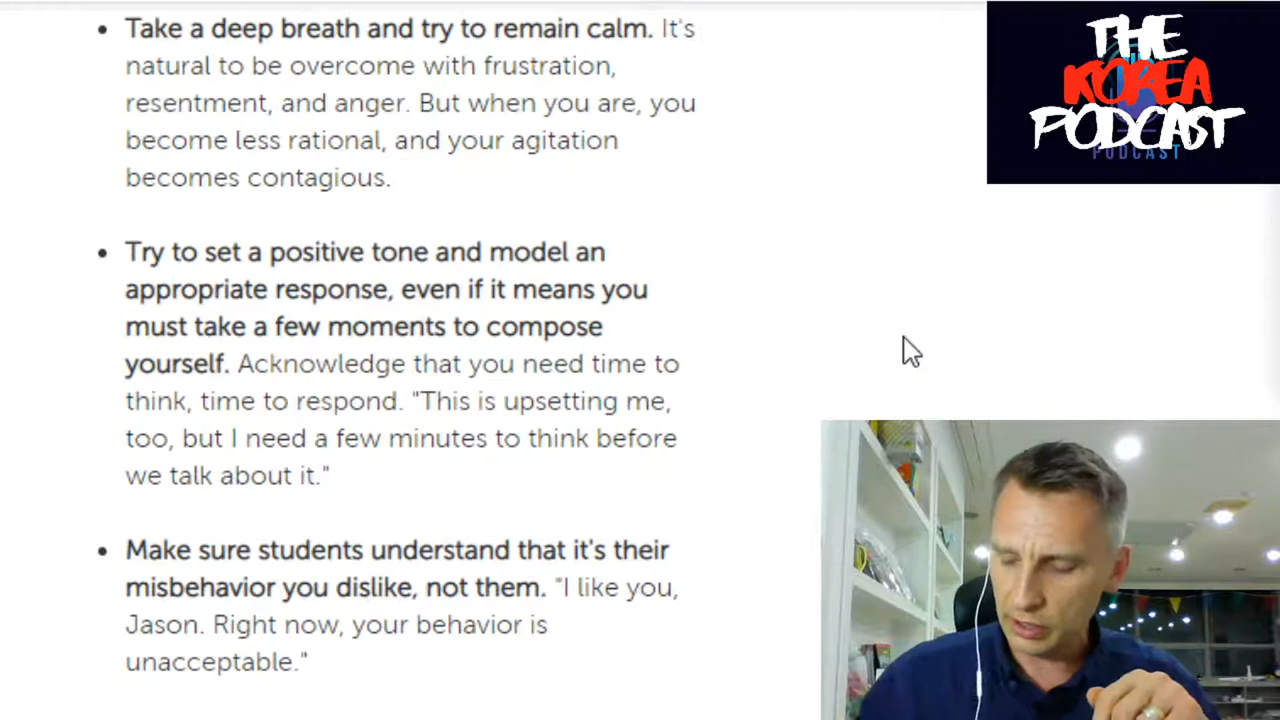 • Take a deep breath and try to remain calm. It's
natural to be overcome with frustration,
resentment, and anger. But when you are, you
become less rational, and your agitation
becomes contagious.
• Try to set a positive tone and model an
appropriate response, even if it means you
must take a few moments to compose
yourself. Acknowledge that you need time to
think, time to respond. "This is upsetting me,
too, but I need a few minutes to think before
we talk about it."
• Make sure students understand that it's their
misbehavior you dislike, not them. "I like you,
Jason. Right now, your behavior is
unacceptable."
THE
KOREA
PODCAST
PODCAST